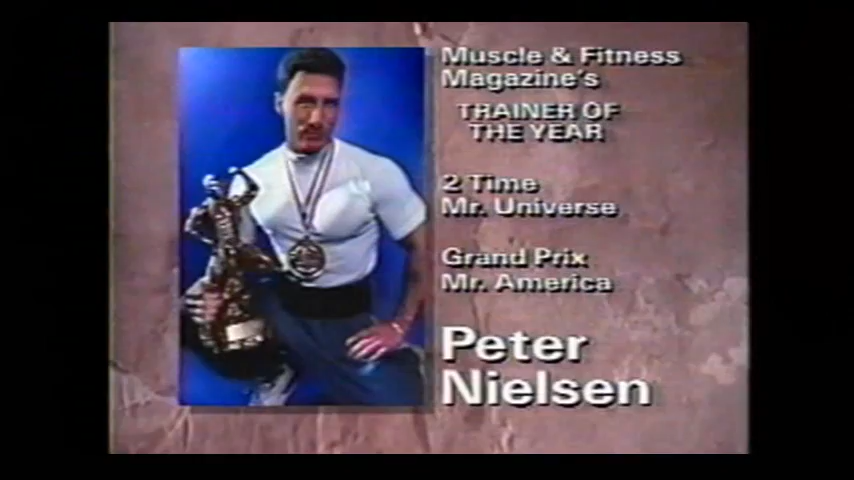 Muscle & Fitness
Magazine's
TRAINER OF
THE YEAR
2 Time
Mr. Universe
Grand Prix
Mr. America
Peter
Nielsen